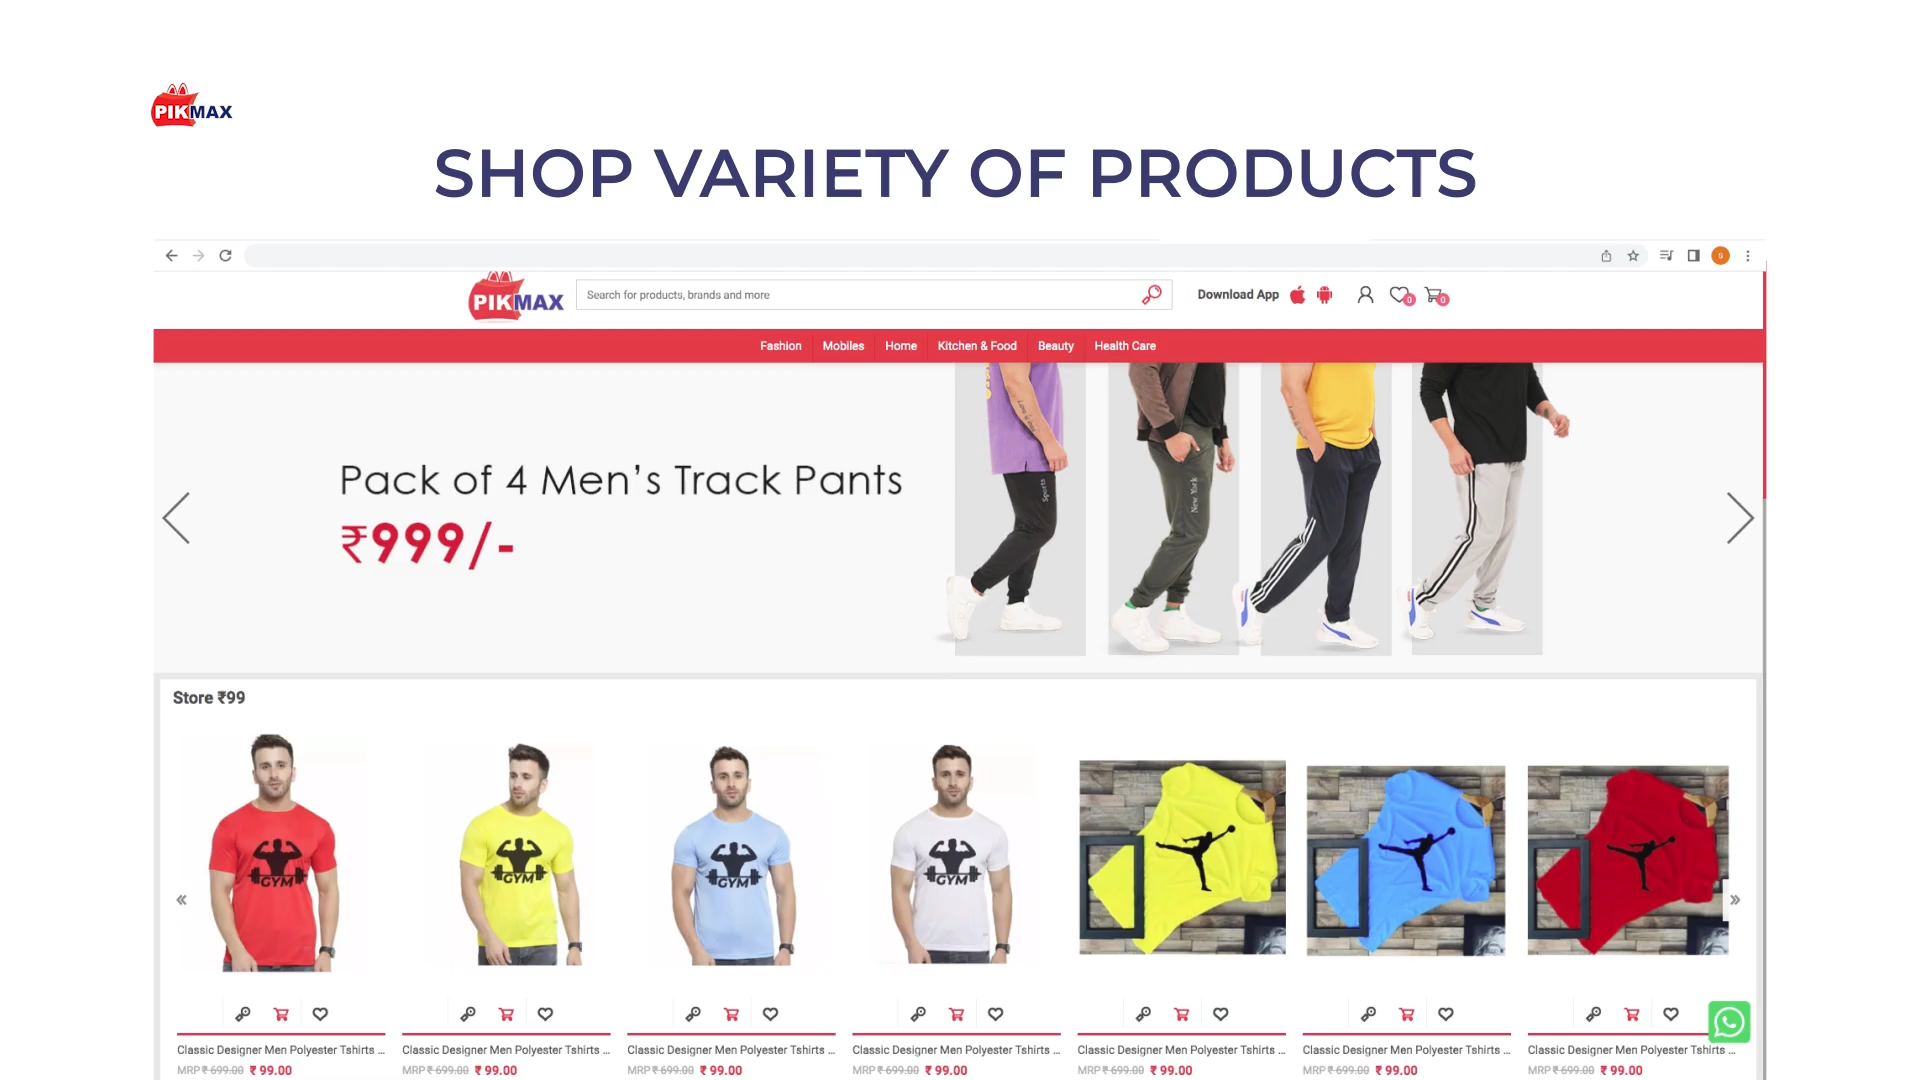 PIKMAX
SHOP VARIETY OF PRODUCTS
PIKMAX
Search for products, brands and more
Download App
0
0
Fashion
Mobiles
Home
Kitchen & Food
Beauty
Health Care
Pack of 4 Men's Track Pants
₹999/-
Sports
New York
Store ₹99
GYM
GYM
GYM
GYM
Classic Designer Men Polyester Tshirts ...
Classic Designer Men Polyester Tshirts ...
Classic Designer Men Polyester Tshirts ...
Classic Designer Men Polyester Tshirts ...
Classic Designer Men Polyester Tshirts ...
Classic Designer Men Polyester Tshirts ...
Classic Designer Men Polyester Tshirts ...
MRP ₹ 699.00 ₹ 99.00
MRP ₹ 699.00 ₹ 99.00
MRP ₹ 699.00 ₹ 99.00
MRP ₹ 699.00 ₹ 99.00
MRP ₹ 699.00 ₹ 99.00
MRP ₹ 699.00 ₹ 99.00
MRP ₹ 699.00 ₹ 99.00